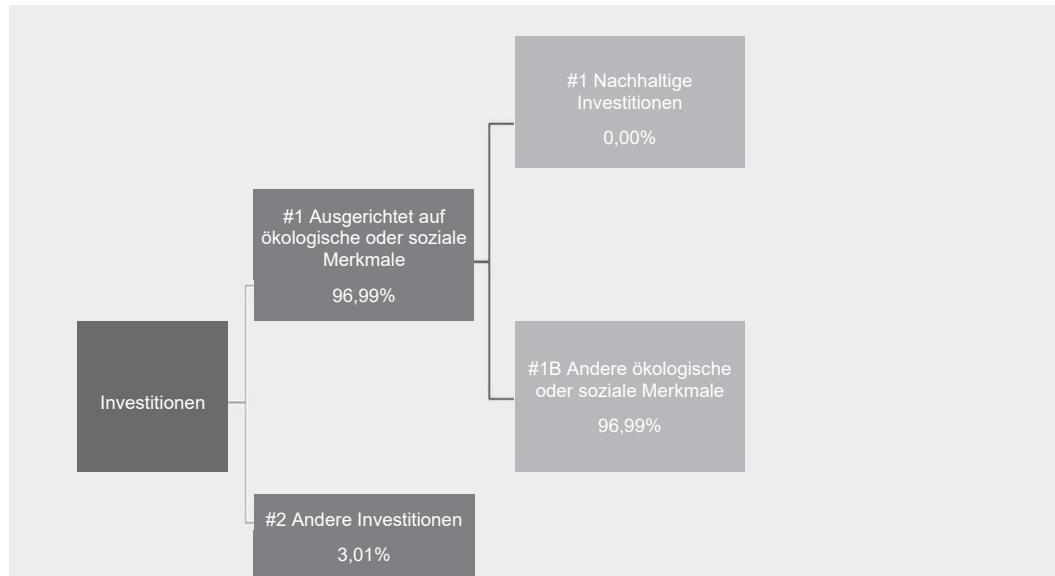 #1 Nachhaltige
Investitionen
0,00%
#1 Ausgerichtet auf
ökologische oder soziale
Merkmale
96,99%
Investitionen
#1B Andere ökologische
oder soziale Merkmale
96,99%
#2 Andere Investitionen
3,01%